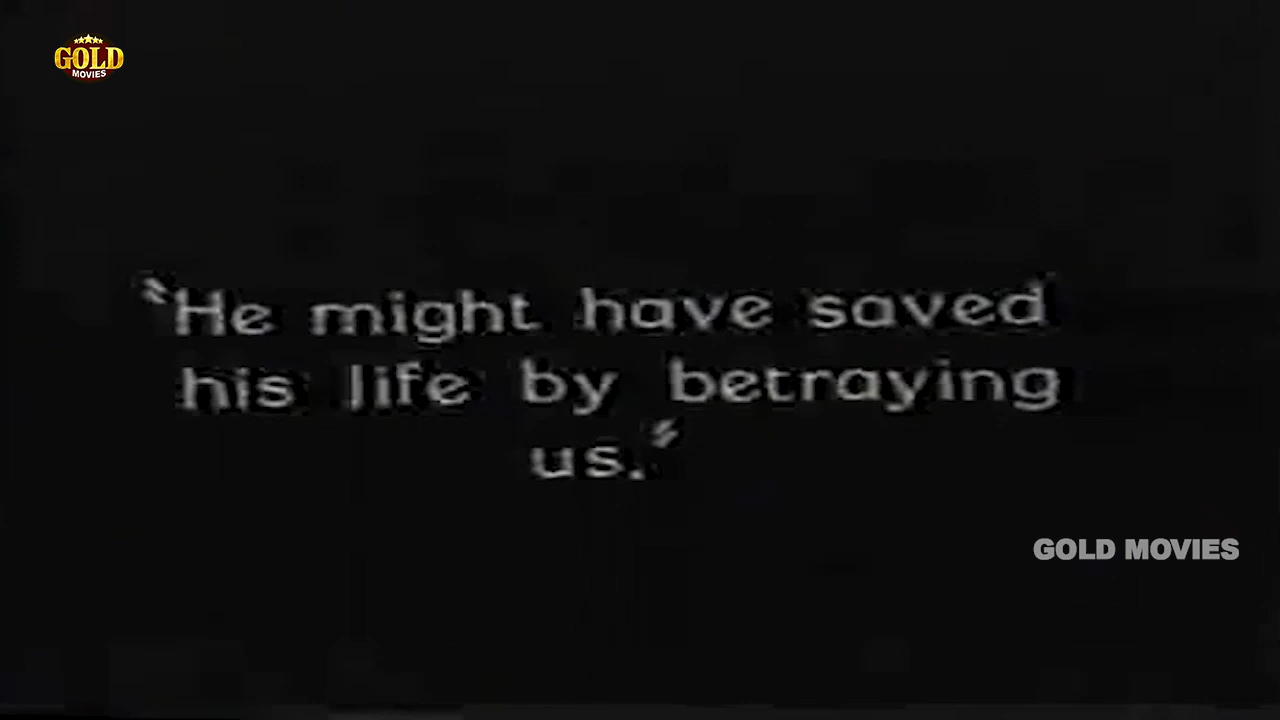 GOLD
MOVIES
"He might have saved
his life by betraying
us."
GOLD MOVIES